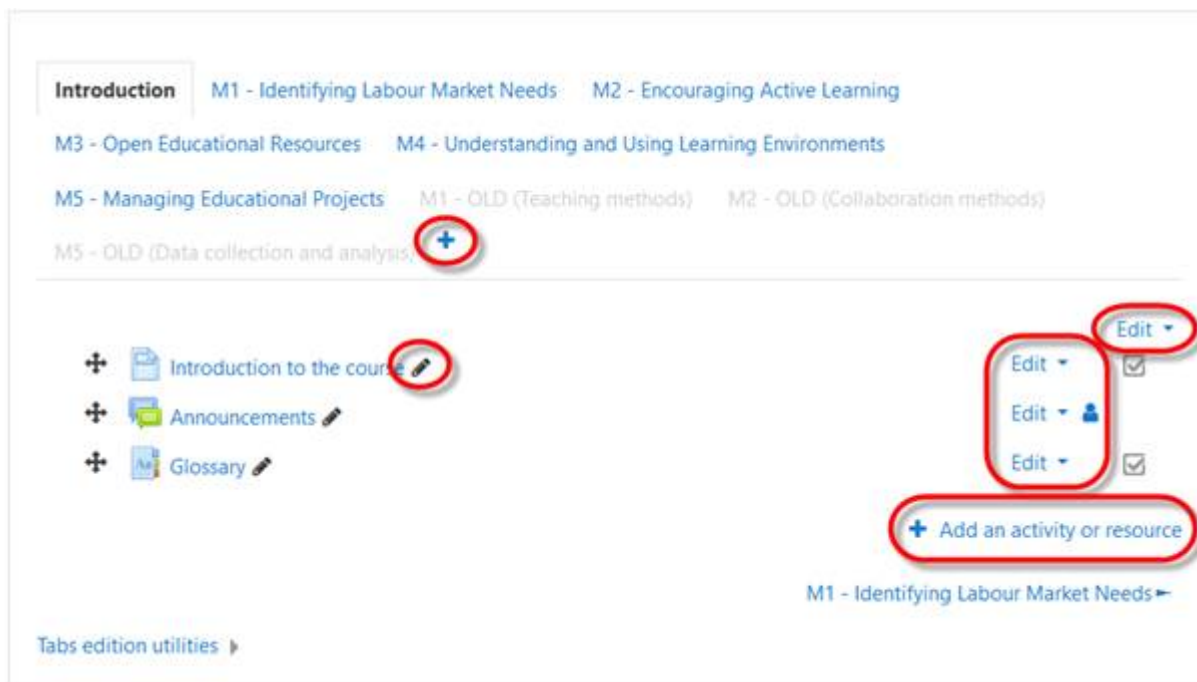 Introduction M1 - Identifying Labour Market Needs M2 - Encouraging Active Learning
M3 - Open Educational Resources M4 - Understanding and Using Learning Environments
M5 - Managing Educational Projects M1 - OLD (Teaching methods) M2 - OLD (Collaboration methods)
M5 - OLD (Data collection and analysis) +
Edit
Introduction to the course Edit
Announcements Edit
Glossary Edit
+ Add an activity or resource
M1 - Identifying Labour Market Needs
Tabs edition utilities